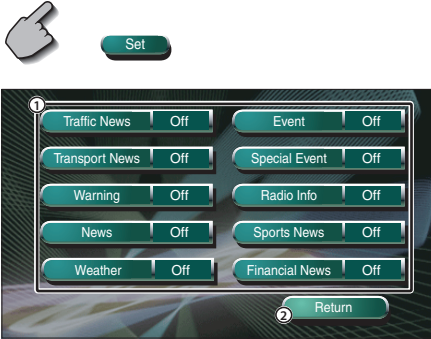 Set
1
Traffic News Off Event Off
Transport News Off Special Event Off
Warning Off Radio Info Off
News Off Sports News Off
Weather Off Financial News Off
2 Return